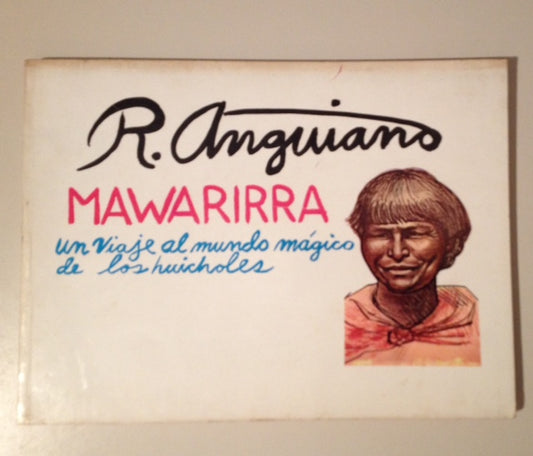 R. Anguiano
MAWARIRRA
un viaje al mundo mágico
de los huicholes